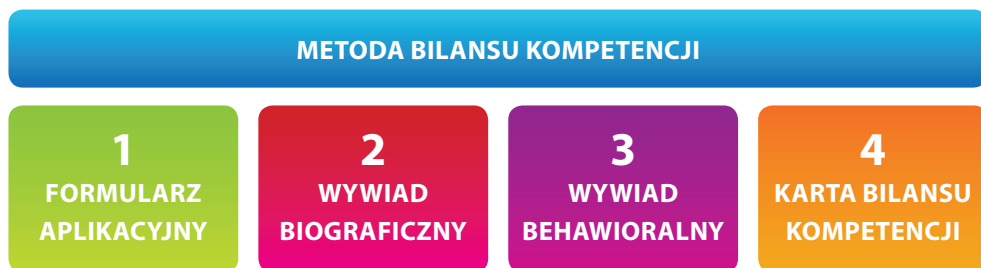 METODA BILANSU KOMPETENCJI
1
FORMULARZ
APLIKACYJNY
2
WYWIAD
BIOGRAFICZNY
3
WYWIAD
BEHAWIORALNY
4
KARTA BILANSU
KOMPETENCJI